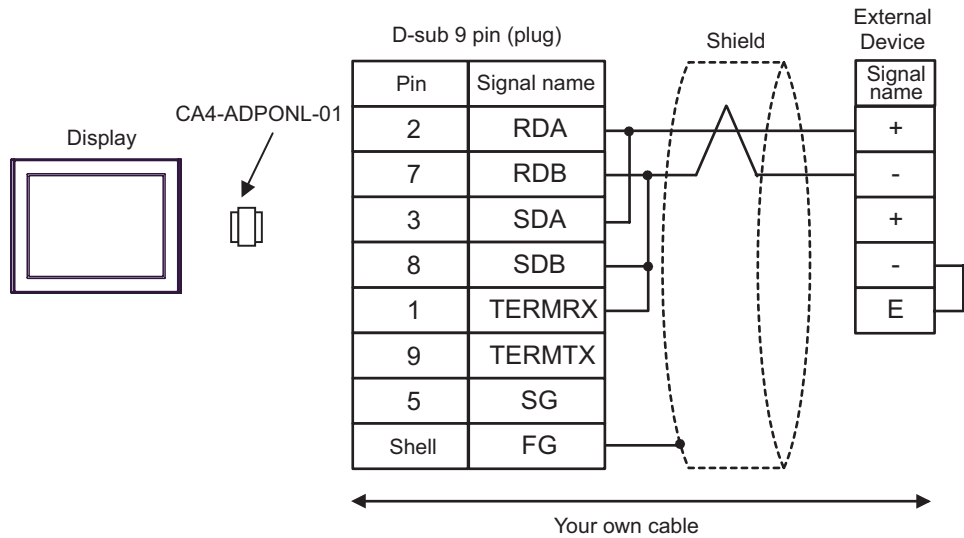 External
Device
D-sub 9 pin (plug)
Shield
Pin Signal name
Signal
name
CA4-ADPONL-01
Display
2 RDA +
7 RDB -
3 SDA +
8 SDB -
1 TERMRX E
9 TERMTX
5 SG
Shell FG
Your own cable